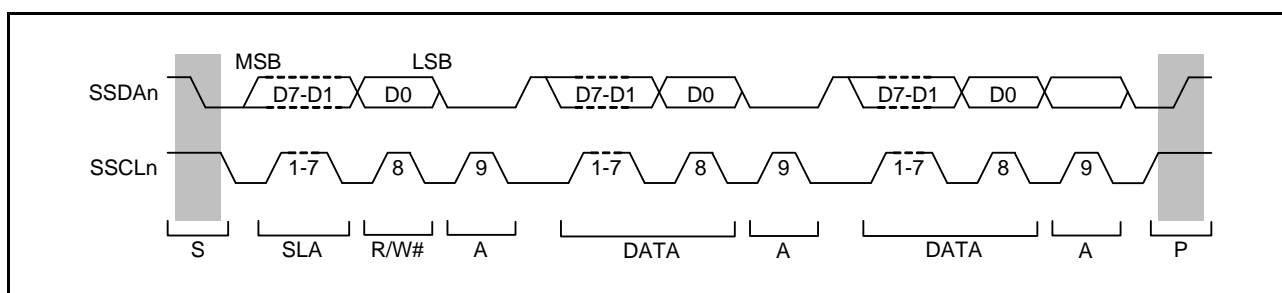 MSB LSB
SSDAn D7-D1 D0 D7-D1 D0 D7-D1 D0
SSCLn 1-7 8 9 1-7 8 9 1-7 8 9
S SLA R/W# A DATA A DATA A P